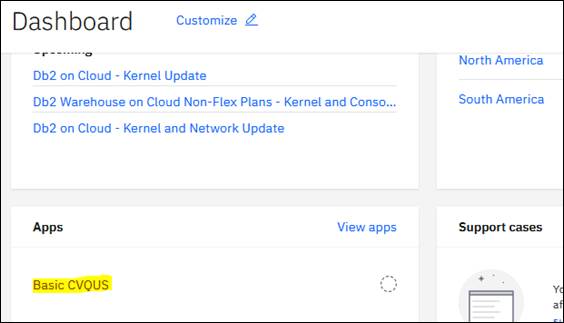 Dashboard
Customize
Upcoming
North America
Db2 on Cloud - Kernel Update
Db2 Warehouse on Cloud Non-Flex Plans - Kernel and Conso...
South America
Db2 on Cloud - Kernel and Network Update
Apps
View apps
Support cases
Basic CVQUS